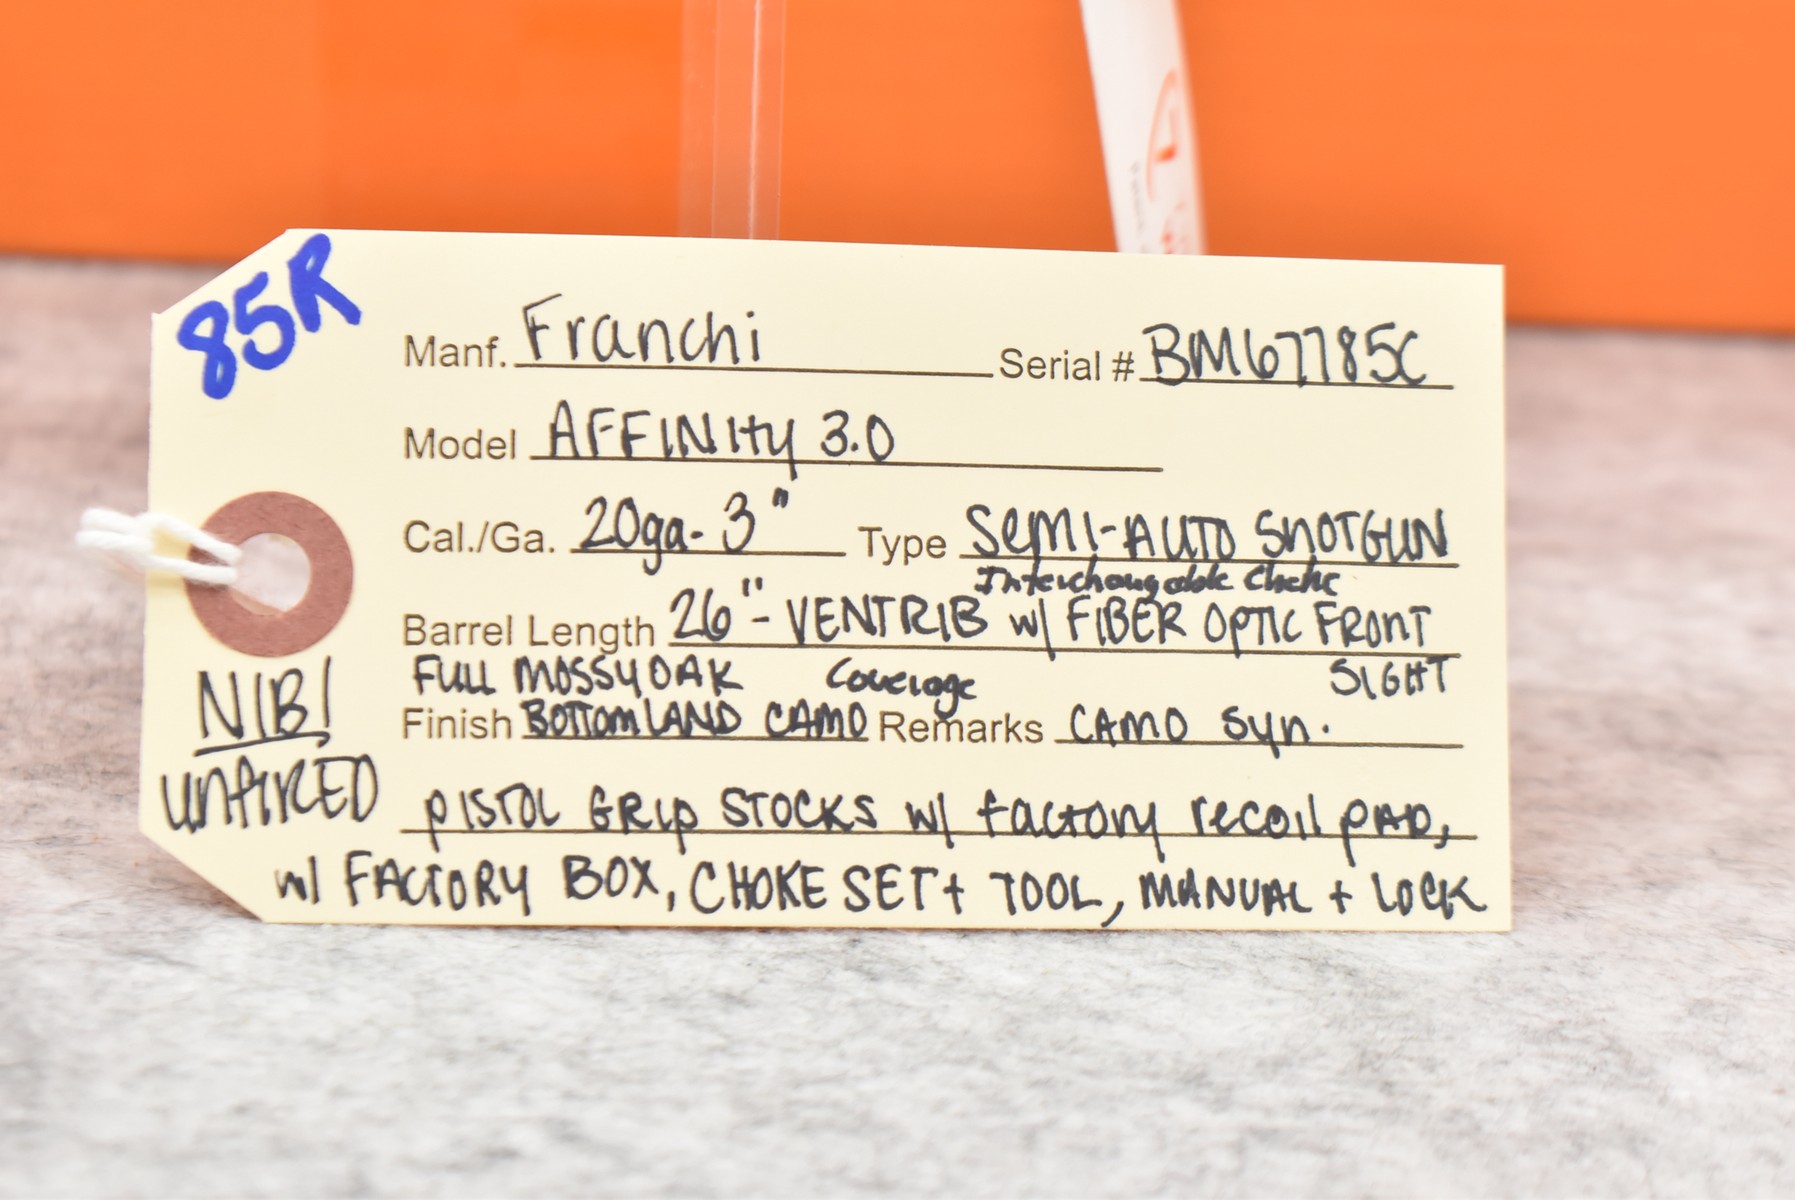 85R
Manf. Franchi Serial # BM67785C
Model AFFINITY 3.0
Cal./Ga. 20ga- 3" Type SEMI-AUTO SHOTGUN
Interchangable Choke
Barrel Length 26"- VENTRIB w/ FIBER OPTIC FRONT
SIGHT
FULL MOSSY OAK Coverage
Finish BOTTOMLAND CAMO Remarks CAMO Syn.
NIB!
UNFIRED
PISTOL GRIP STOCKS w/ factory recoil PAD,
w/ FACTORY BOX, CHOKE SET + TOOL, MANUAL + LOCK